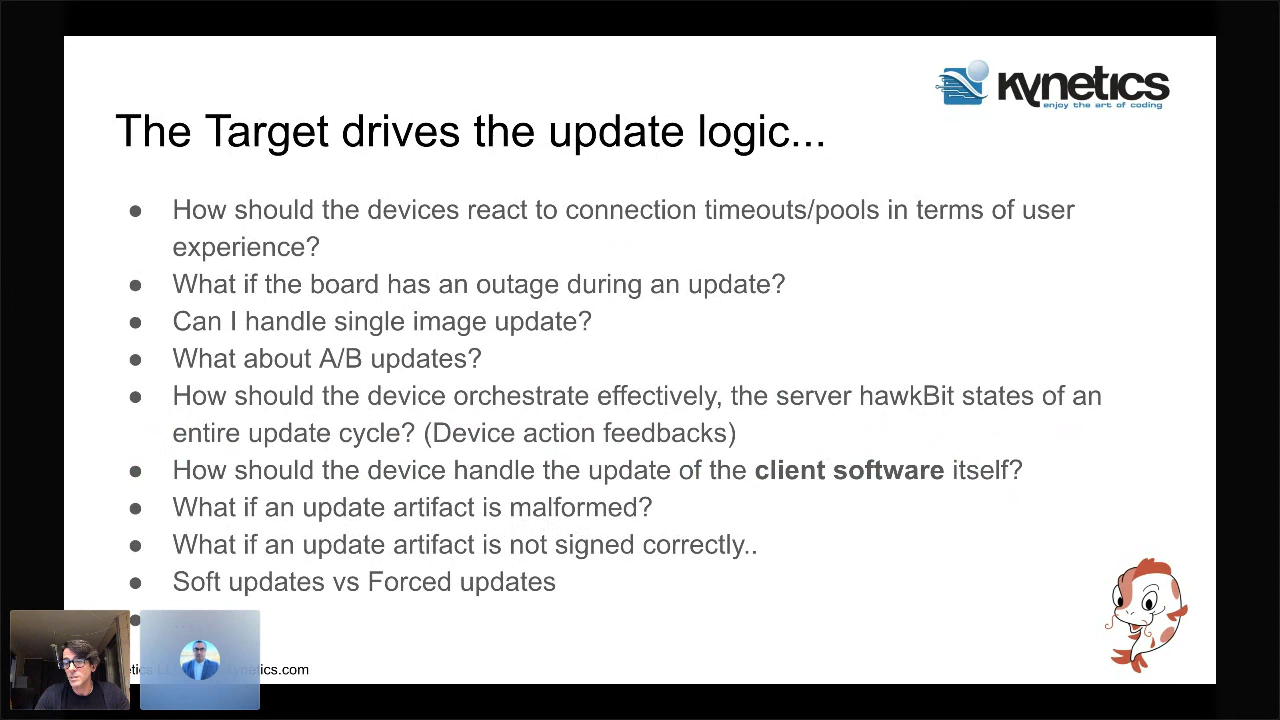 Kynetics
enjoy the art of coding
The Target drives the update logic...
● How should the devices react to connection timeouts/pools in terms of user
experience?
● What if the board has an outage during an update?
● Can I handle single image update?
● What about A/B updates?
● How should the device orchestrate effectively, the server hawkBit states of an
entire update cycle? (Device action feedbacks)
● How should the device handle the update of the client software itself?
● What if an update artifact is malformed?
● What if an update artifact is not signed correctly..
● Soft updates vs Forced updates